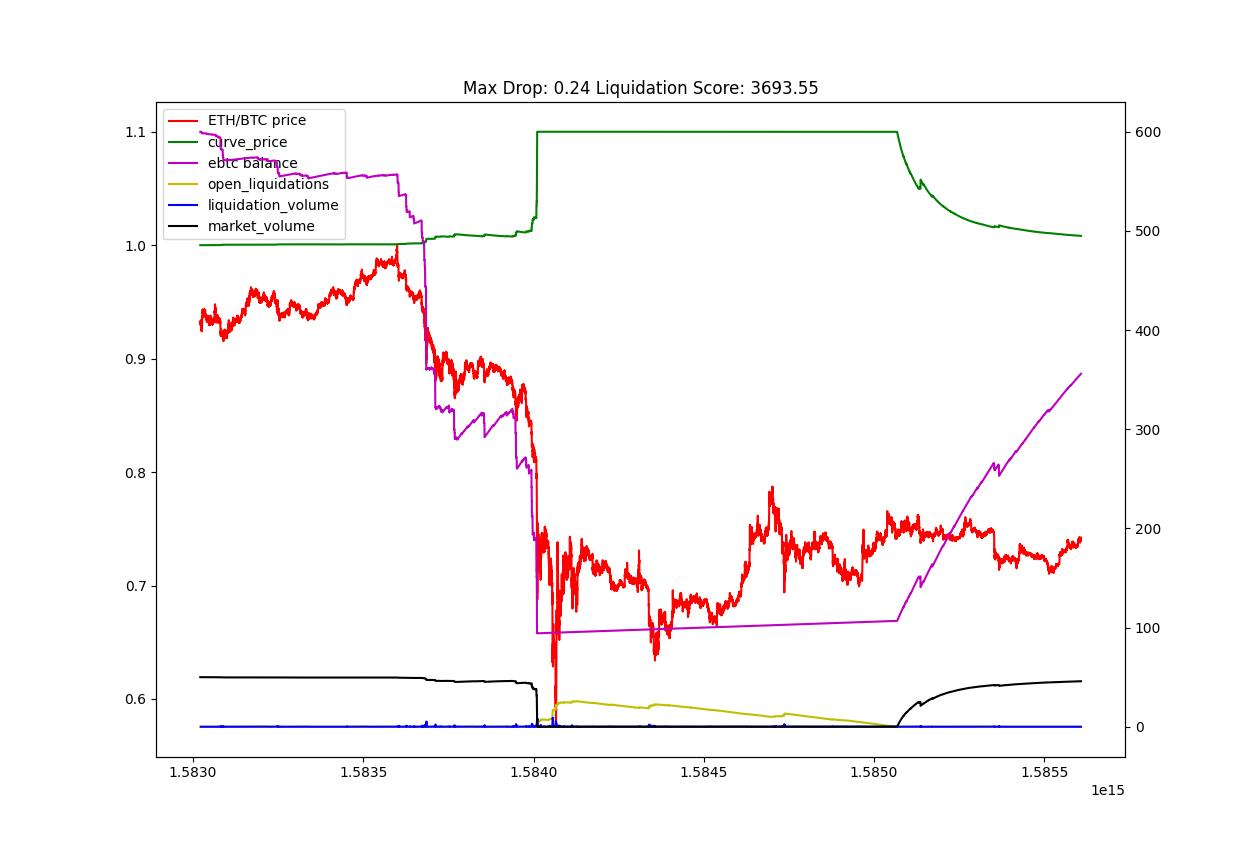 Max Drop: 0.24 Liquidation Score: 3693.55
ETH/BTC price
curve_price
ebtc balance
open_liquidations
liquidation_volume
market_volume
1.1
1.0
0.9
0.8
0.7
0.6
600
500
400
300
200
100
0
1.5830 1.5835 1.5840 1.5845 1.5850 1.5855
1e15